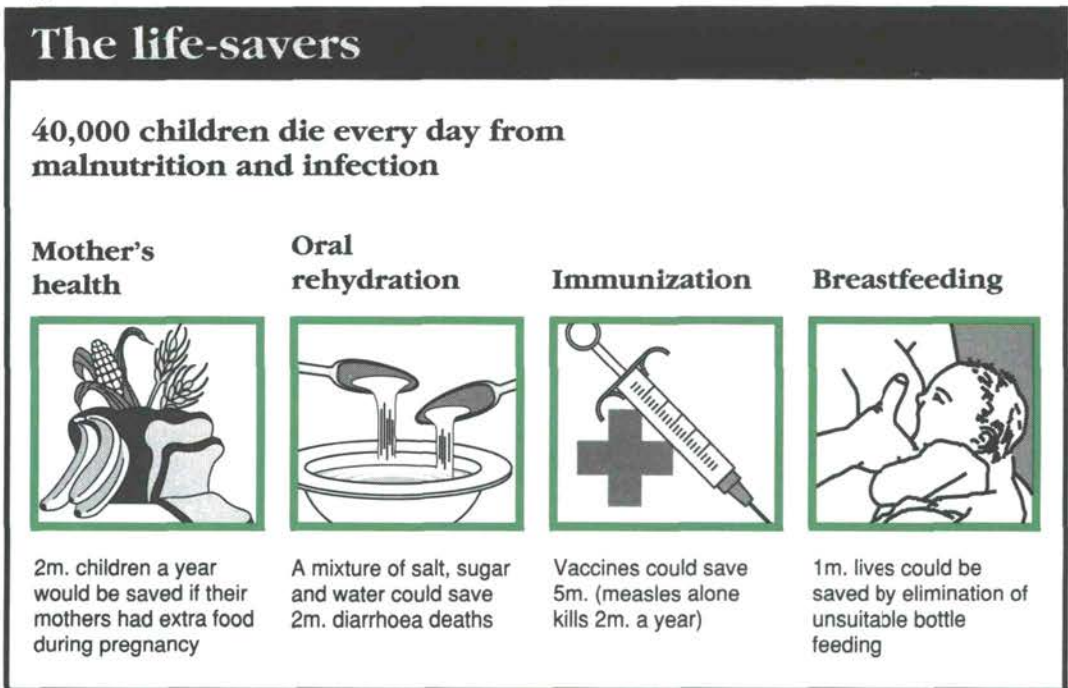 The life-savers
40,000 children die every day from
malnutrition and infection
Mother's
health
Oral
rehydration
Immunization
Breastfeeding
2m. children a year
would be saved if their
mothers had extra food
during pregnancy
A mixture of salt, sugar
and water could save
2m. diarrhoea deaths
Vaccines could save
5m. (measles alone
kills 2m. a year)
1m. lives could be
saved by elimination of
unsuitable bottle
feeding